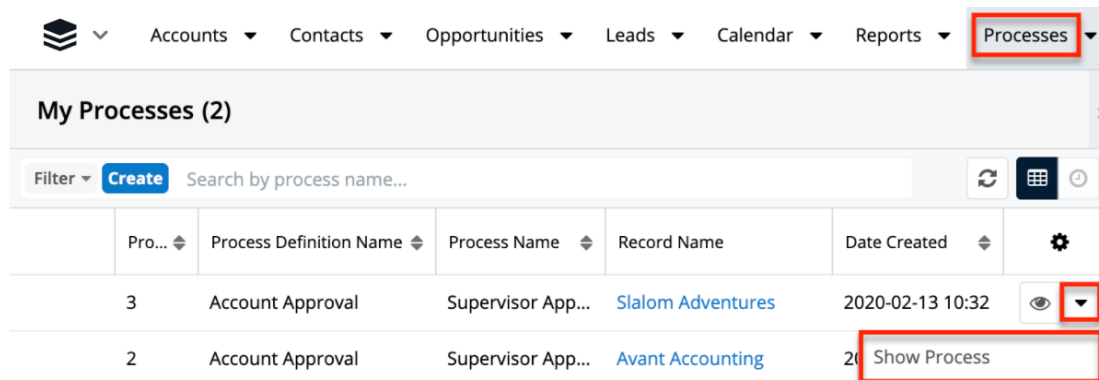 Accounts Contacts Opportunities Leads Calendar Reports Processes
My Processes (2)
Filter Create Search by process name...
Pro... Process Definition Name Process Name Record Name Date Created
3 Account Approval Supervisor App... Slalom Adventures 2020-02-13 10:32
2 Account Approval Supervisor App... Avant Accounting 20 Show Process